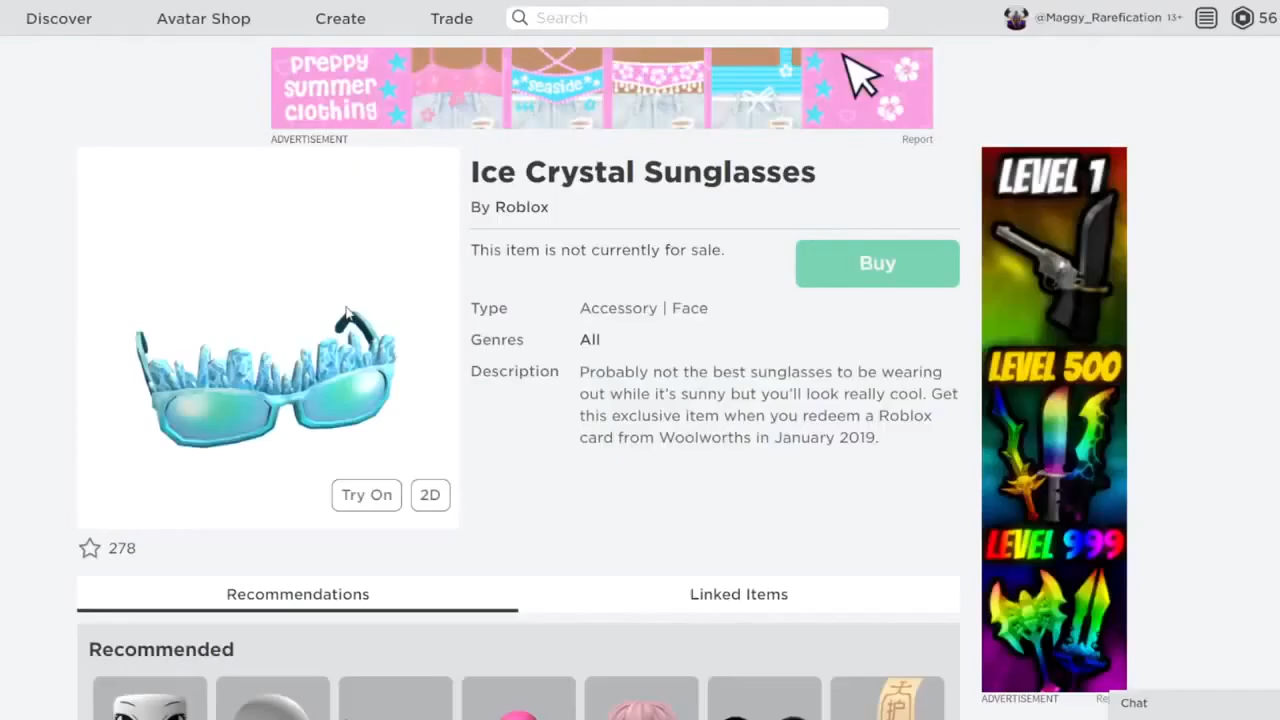 Discover
Avatar Shop
Create
Trade
Search
@Maggy_Rarefication 13+
56
preppy
summer
clothing
seaside
ADVERTISEMENT
Report
Ice Crystal Sunglasses
By Roblox
This item is not currently for sale.
Buy
Type
Accessory | Face
Genres
All
Description
Probably not the best sunglasses to be wearing
out while it's sunny but you'll look really cool. Get
this exclusive item when you redeem a Roblox
card from Woolworths in January 2019.
Try On
2D
278
LEVEL 1
LEVEL 500
LEVEL 999
ADVERTISEMENT
Chat
Recommendations
Linked Items
Recommended